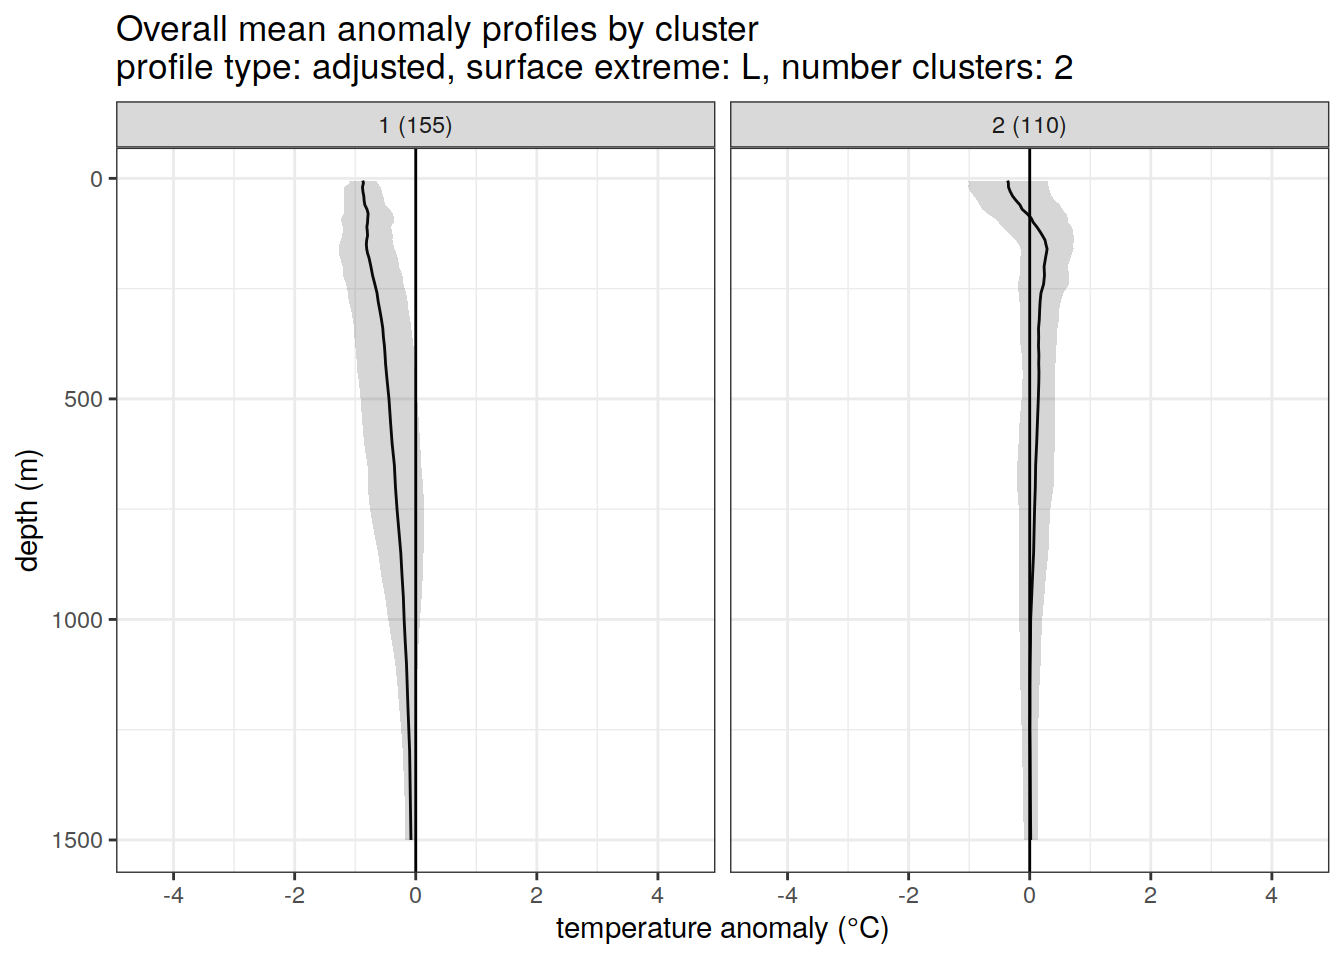 Overall mean anomaly profiles by cluster
profile type: adjusted, surface extreme: L, number clusters: 2
1 (155)
2 (110)
0
500
1000
1500
depth (m)
-4 -2 0 2 4
-4 -2 0 2 4
temperature anomaly (°C)